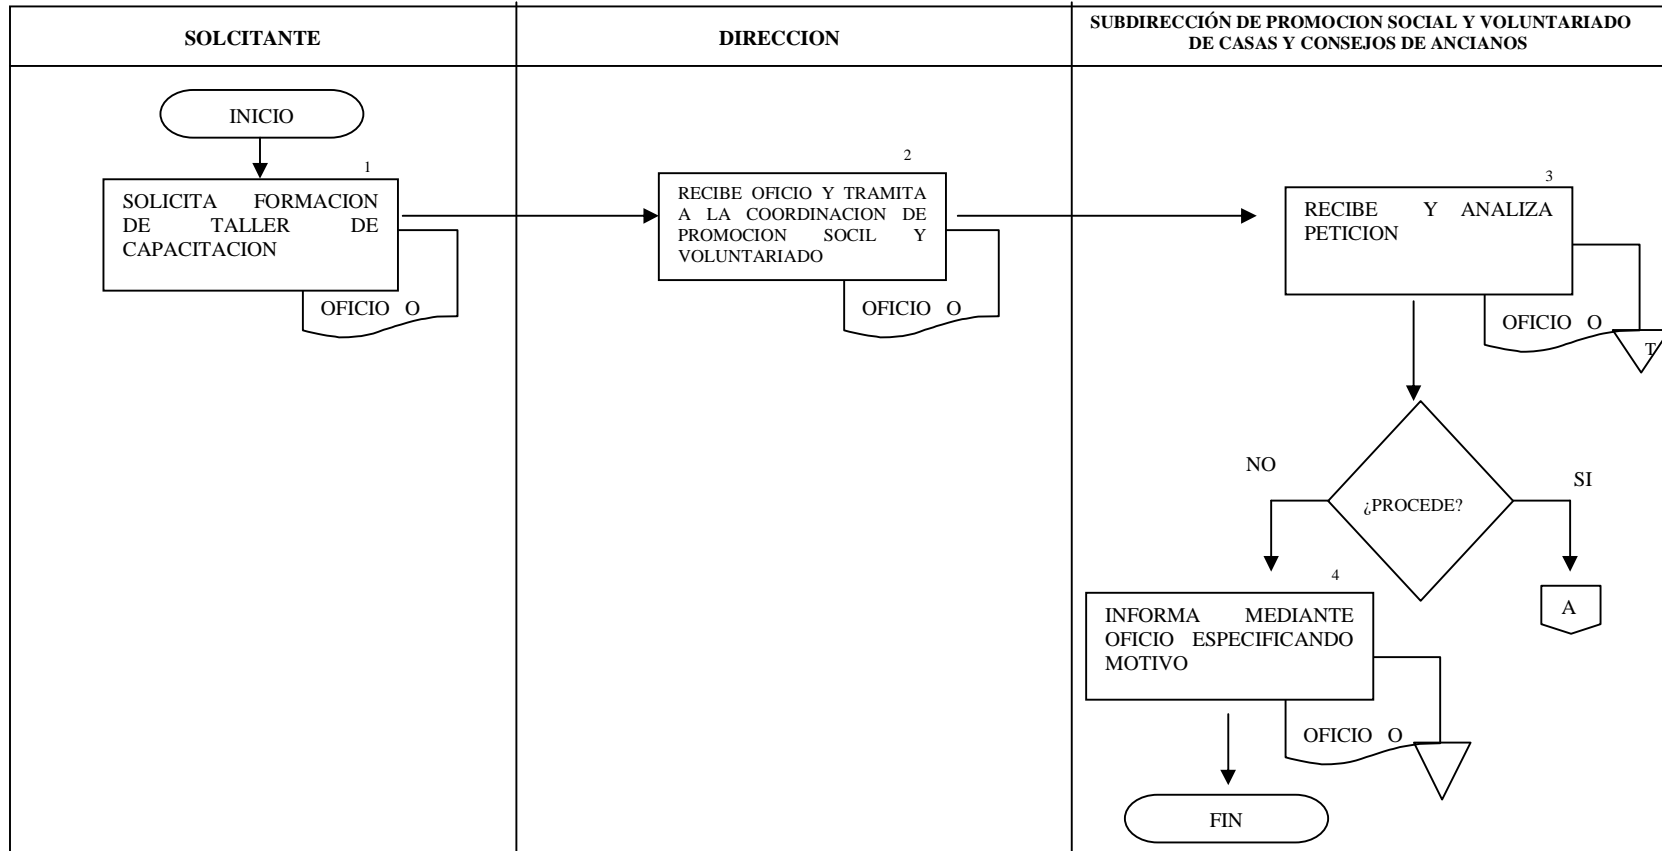 SOLCITANTE
DIRECCION
SUBDIRECCIÓN DE PROMOCION SOCIAL Y VOLUNTARIADO
DE CASAS Y CONSEJOS DE ANCIANOS
INICIO
1
SOLICITA FORMACION
DE TALLER DE
CAPACITACION
OFICIO O
2
RECIBE OFICIO Y TRAMITA
A LA COORDINACION DE
PROMOCION SOCIL Y
VOLUNTARIADO
OFICIO O
3
RECIBE Y ANALIZA
PETICION
OFICIO O
T
¿PROCEDE?
NO
SI
A
4
INFORMA MEDIANTE
OFICIO ESPECIFICANDO
MOTIVO
OFICIO O
FIN